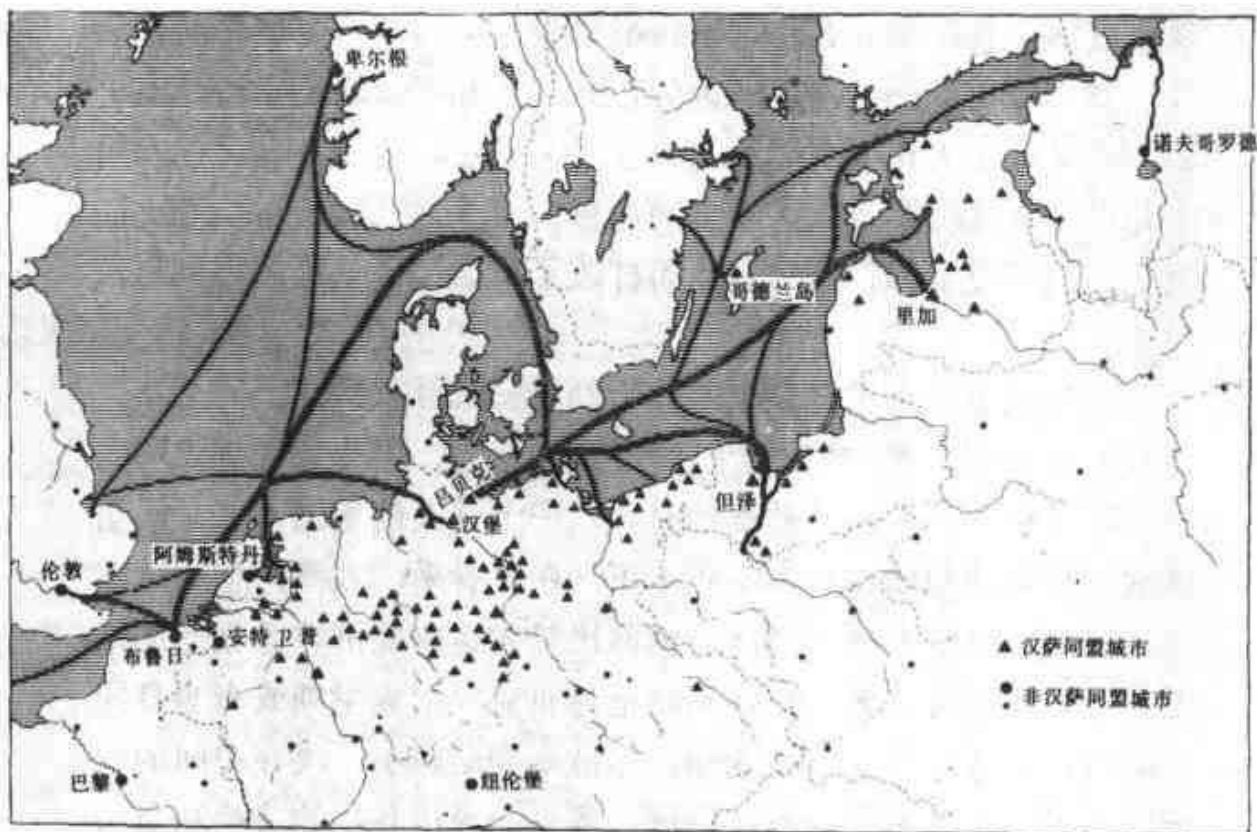 卑尔根
诺夫哥罗德
哥德兰岛
里加
吕贝克
但泽
汉堡
阿姆斯特丹
伦敦
布鲁日
安特卫普
▲ 汉萨同盟城市
● 非汉萨同盟城市
巴黎
纽伦堡